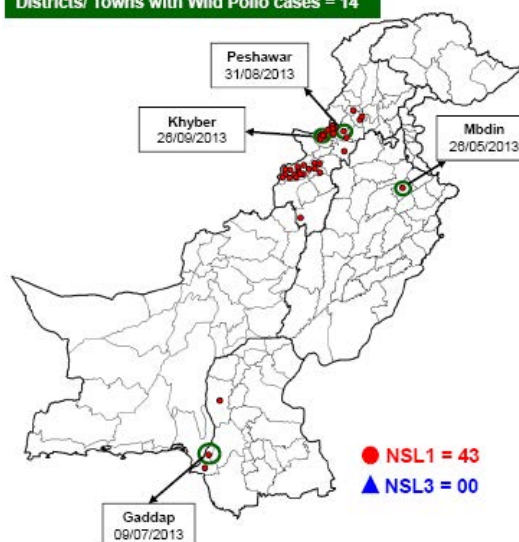 Districts/ Towns with Wild Polio cases = 14
Peshawar
31/08/2013
Khyber
26/09/2013
Mbdin
26/05/2013
NSL1 = 43
NSL3 = 00
Gaddap
09/07/2013